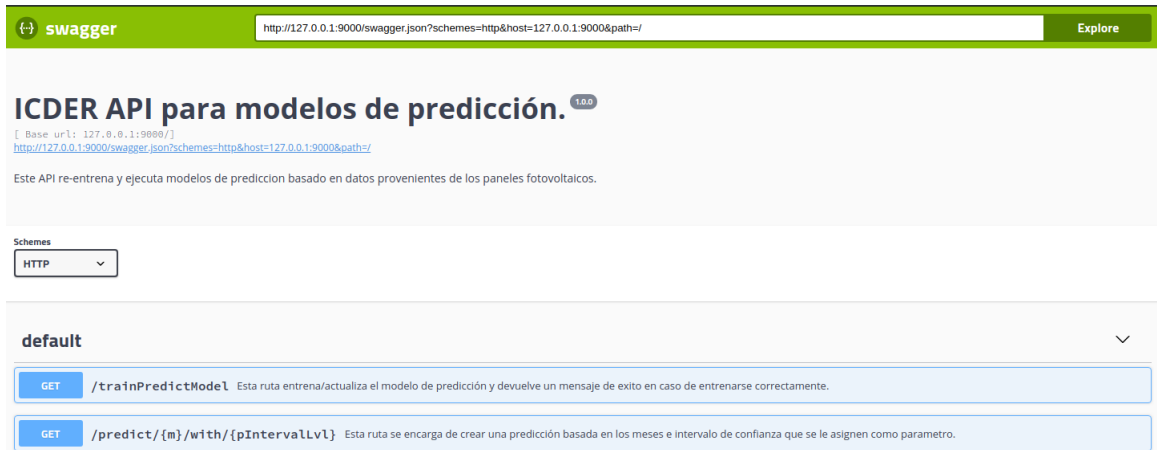 swagger
http://127.0.0.1:9000/swagger.json?schemes=http&host=127.0.0.1:9000&path=/
Explore
ICDER API para modelos de predicción. 1.0.0
[ Base url: 127.0.0.1:9000/]
http://127.0.0.1:9000/swagger.json?schemes=http&host=127.0.0.1:9000&path=/
Este API re-entrena y ejecuta modelos de prediccion basado en datos provenientes de los paneles fotovoltaicos.
Schemes
HTTP
default
GET /trainPredictModel Esta ruta entrena/actualiza el modelo de predicción y devuelve un mensaje de exito en caso de entrenarse correctamente.
GET /predict/{m}/with/{pIntervalLvl} Esta ruta se encarga de crear una predicción basada en los meses e intervalo de confianza que se le asignen como parametro.